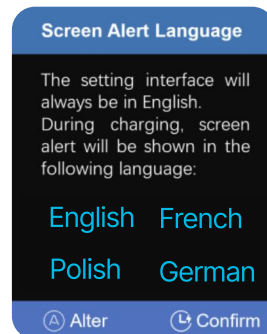 Screen Alert Language
The setting interface will
always be in English.
During charging, screen
alert will be shown in the
following language:
English French
Polish German
A Alter Confirm